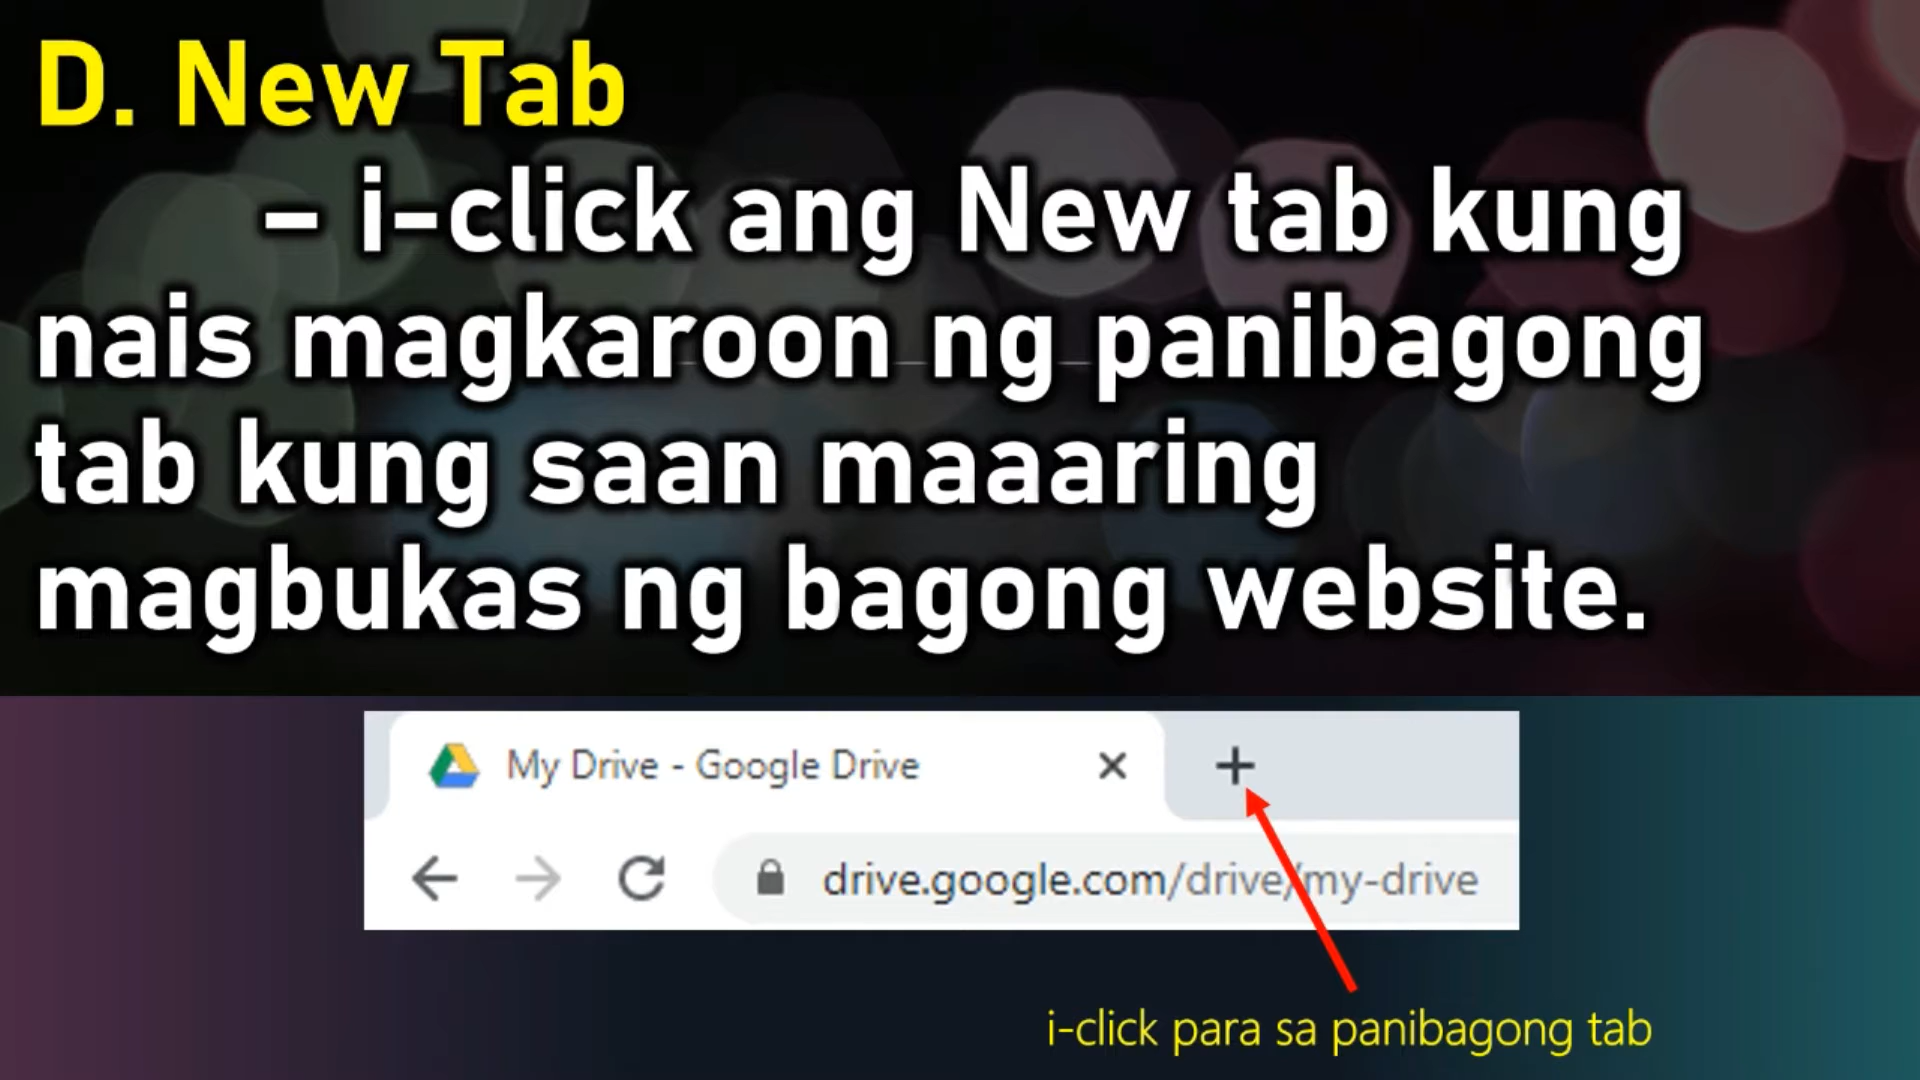 D. New Tab
– i-click ang New tab kung
nais magkaroon ng panibagong
tab kung saan maaaring
magbukas ng bagong website.
My Drive - Google Drive
drive.google.com/drive/my-drive
i-click para sa panibagong tab